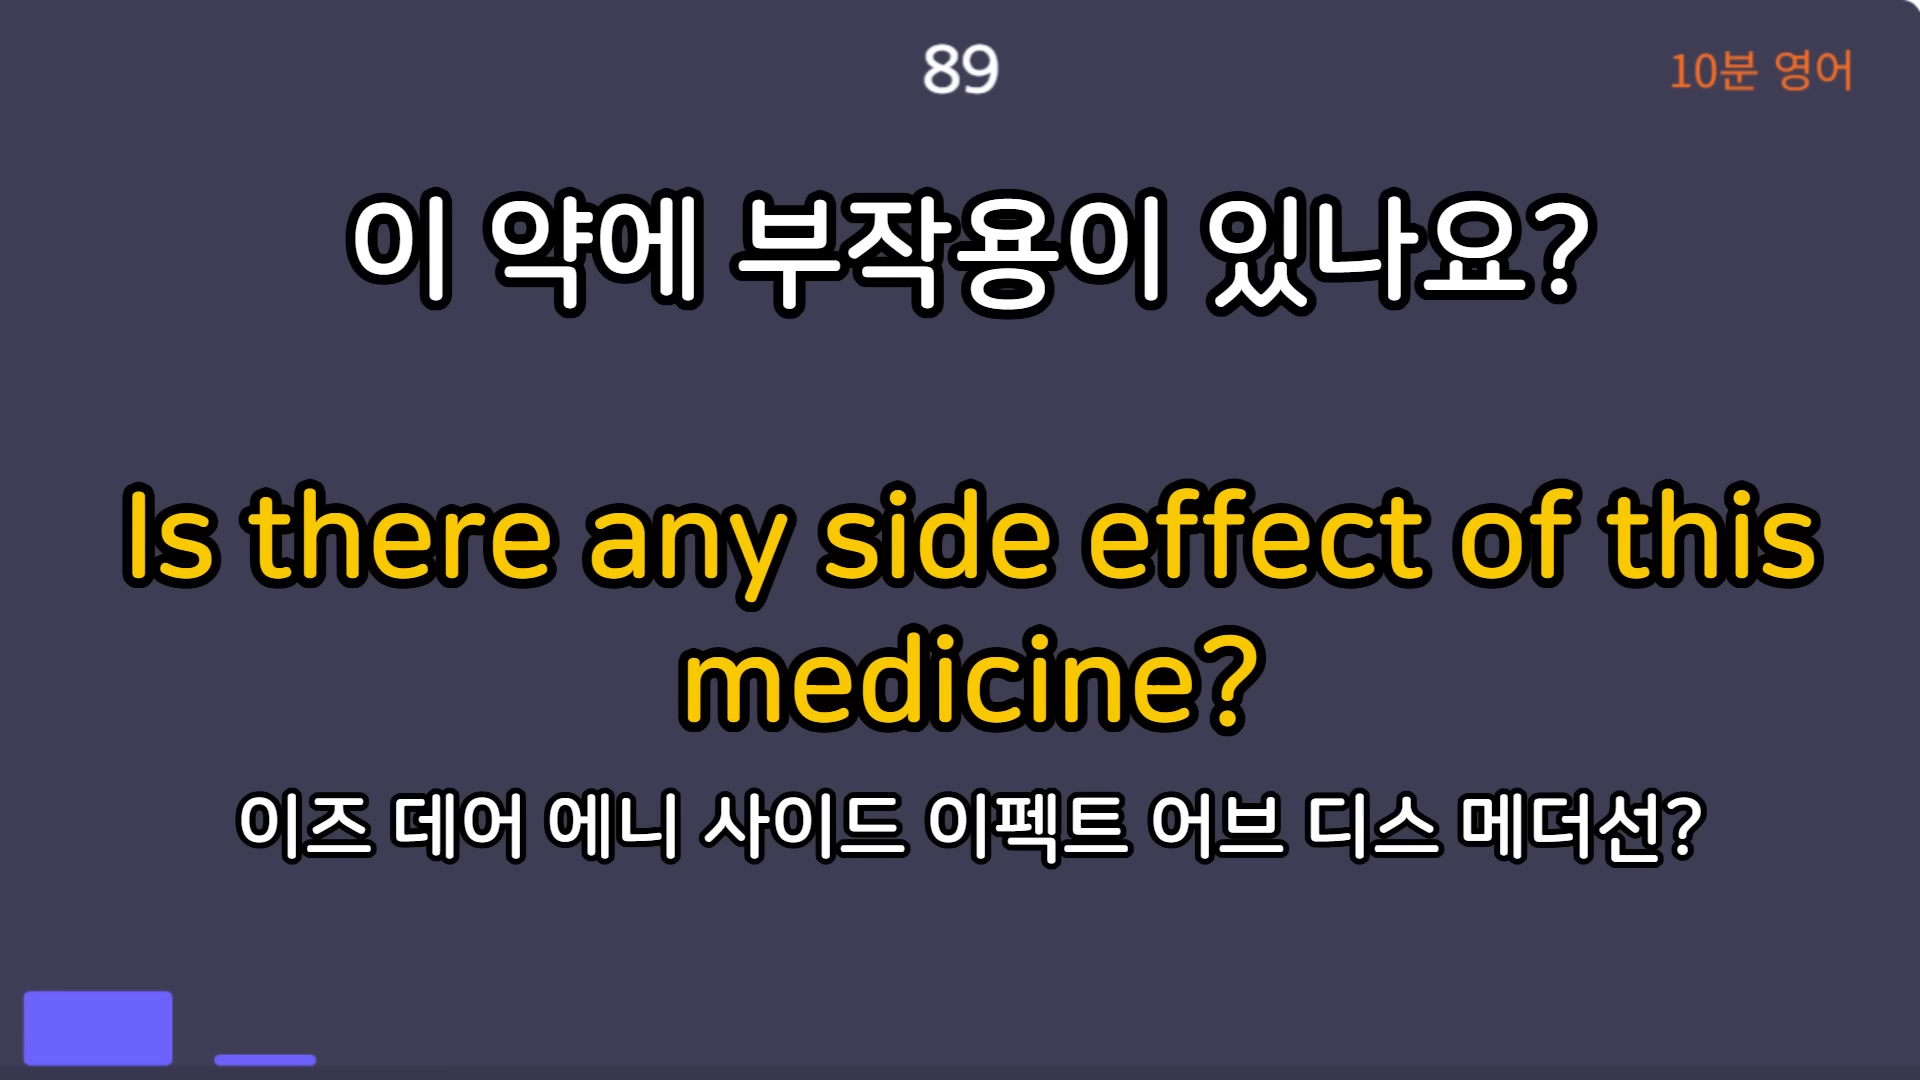 89
10분 영어
이 약에 부작용이 있나요?
Is there any side effect of this
medicine?
이즈 데어 에니 사이드 이펙트 어브 디스 메더선?